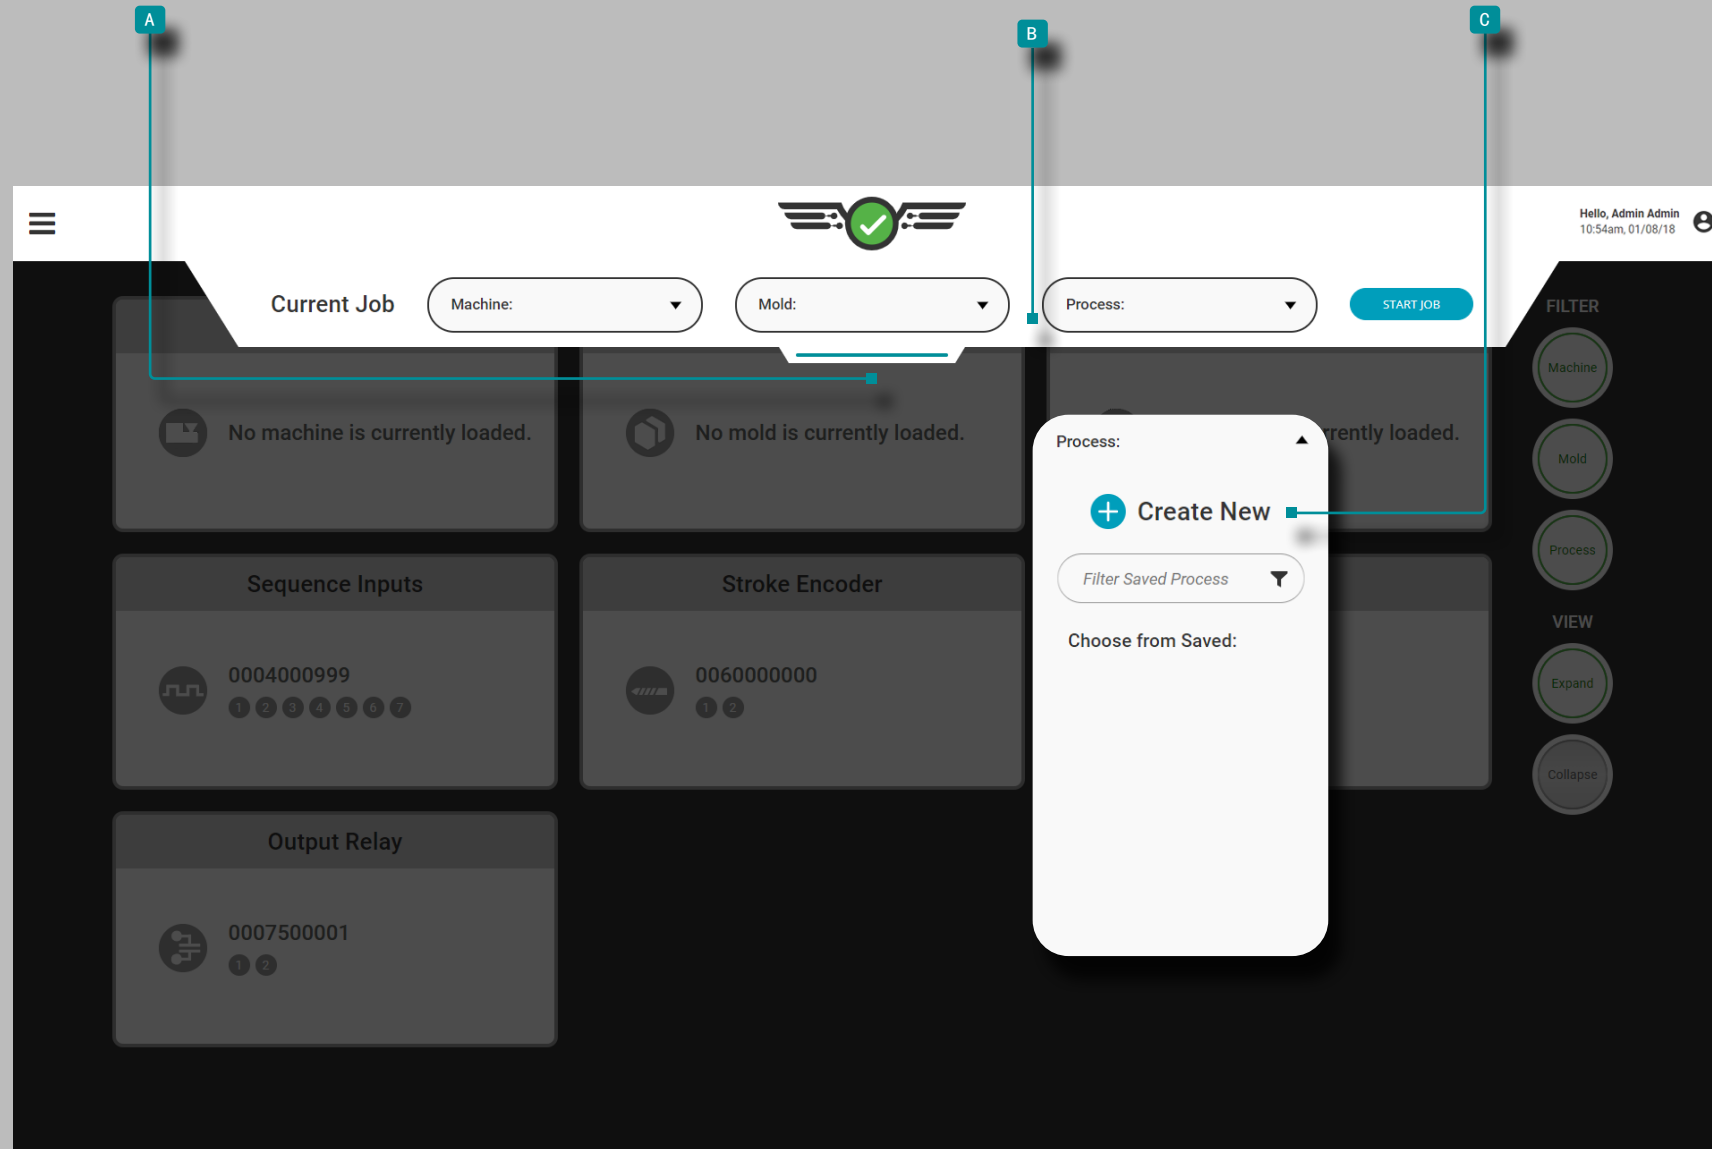 A
B
C
Hello, Admin Admin
10:54am, 01/08/18
Current Job
Machine:
Mold:
Process:
START JOB
FILTER
Machine
Mold
Process
VIEW
Expand
Collapse
No machine is currently loaded.
No mold is currently loaded.
rrently loaded.
Process:
Create New
Filter Saved Process
Choose from Saved:
Sequence Inputs
0004000999
1 2 3 4 5 6 7
Stroke Encoder
0060000000
1 2
Output Relay
0007500001
1 2